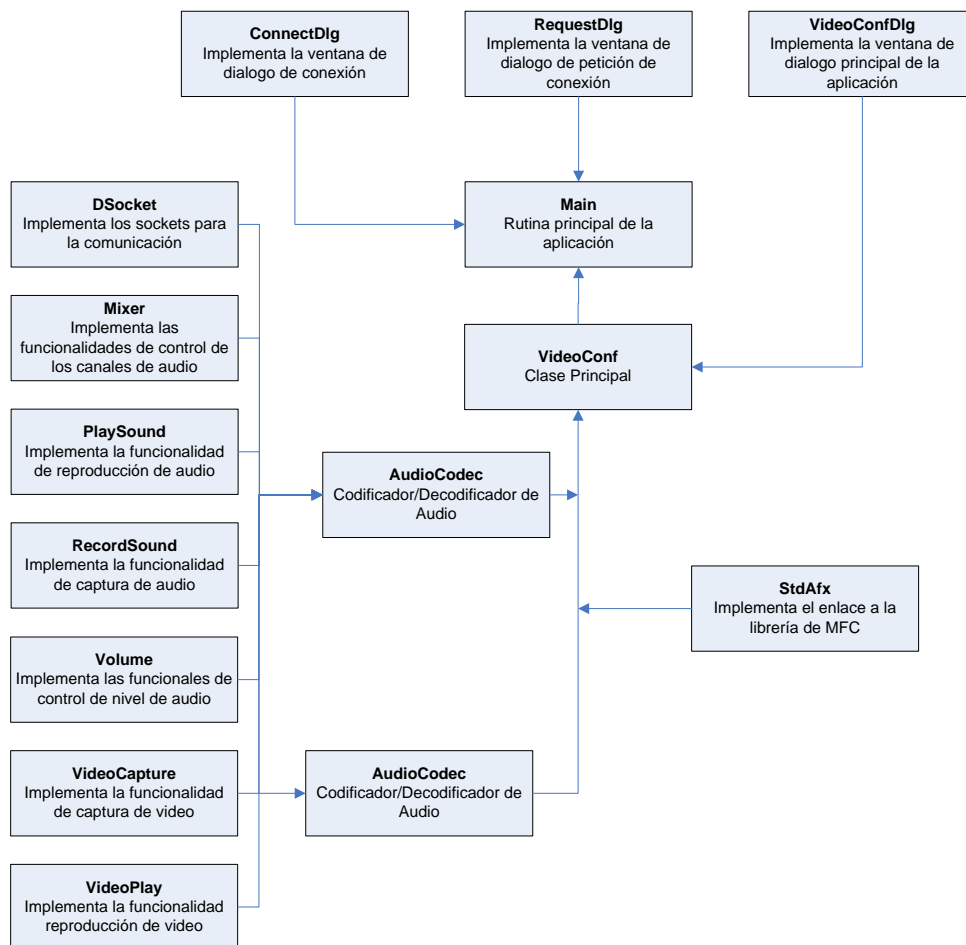 ConnectDlg
Implementa la ventana de
dialogo de conexión
RequestDlg
Implementa la ventana de
dialogo de petición de
conexión
VideoConfDlg
Implementa la ventana de
dialogo principal de la
aplicación
DSocket
Implementa los sockets para
la comunicación
Main
Rutina principal de la
aplicación
Mixer
Implementa las
funcionalidades de control de
los canales de audio
VideoConf
Clase Principal
PlaySound
Implementa la funcionalidad
de reproducción de audio
AudioCodec
Codificador/Decodificador de
Audio
RecordSound
Implementa la funcionalidad
de captura de audio
StdAfx
Implementa el enlace a la
librería de MFC
Volume
Implementa las funcionales de
control de nivel de audio
VideoCapture
Implementa la funcionalidad
de captura de video
AudioCodec
Codificador/Decodificador de
Audio
VideoPlay
Implementa la funcionalidad
reproducción de video